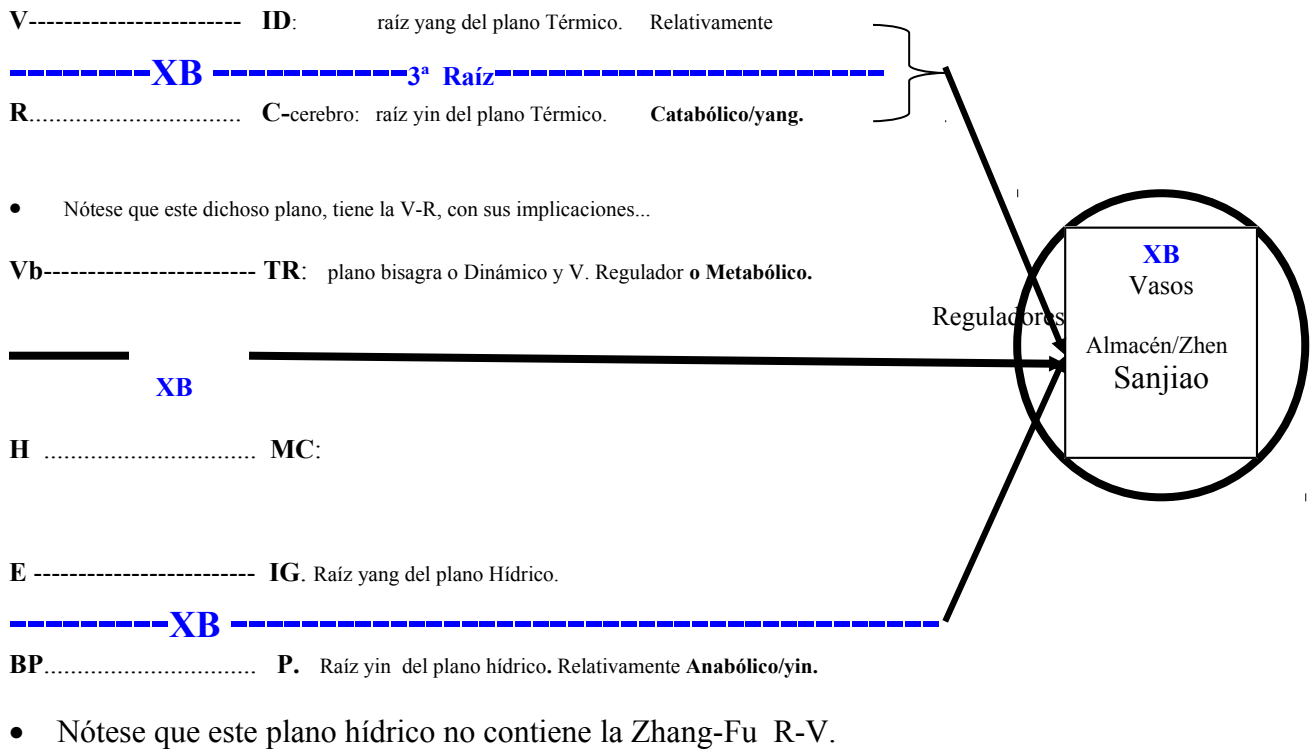 V------------------------- ID: raíz yang del plano Térmico. Relativamente
---------XB ------------3ª Raíz------------------------
R.............................. C-cerebro: raíz yin del plano Térmico. Catabólico/yang.
• Nótese que este dichoso plano, tiene la V-R, con sus implicaciones...
Vb------------------------- TR: plano bisagra o Dinámico y V. Regulador o Metabólico.
Reguladores
XB
Vasos
Almacén/Zhen
Sanjiao
XB
H .............................. MC:
E ------------------------- IG. Raíz yang del plano Hídrico.
----------XB --------------------------------------------
BP.............................. P. Raíz yin del plano hídrico. Relativamente Anabólico/yin.
• Nótese que este plano hídrico no contiene la Zhang-Fu R-V.